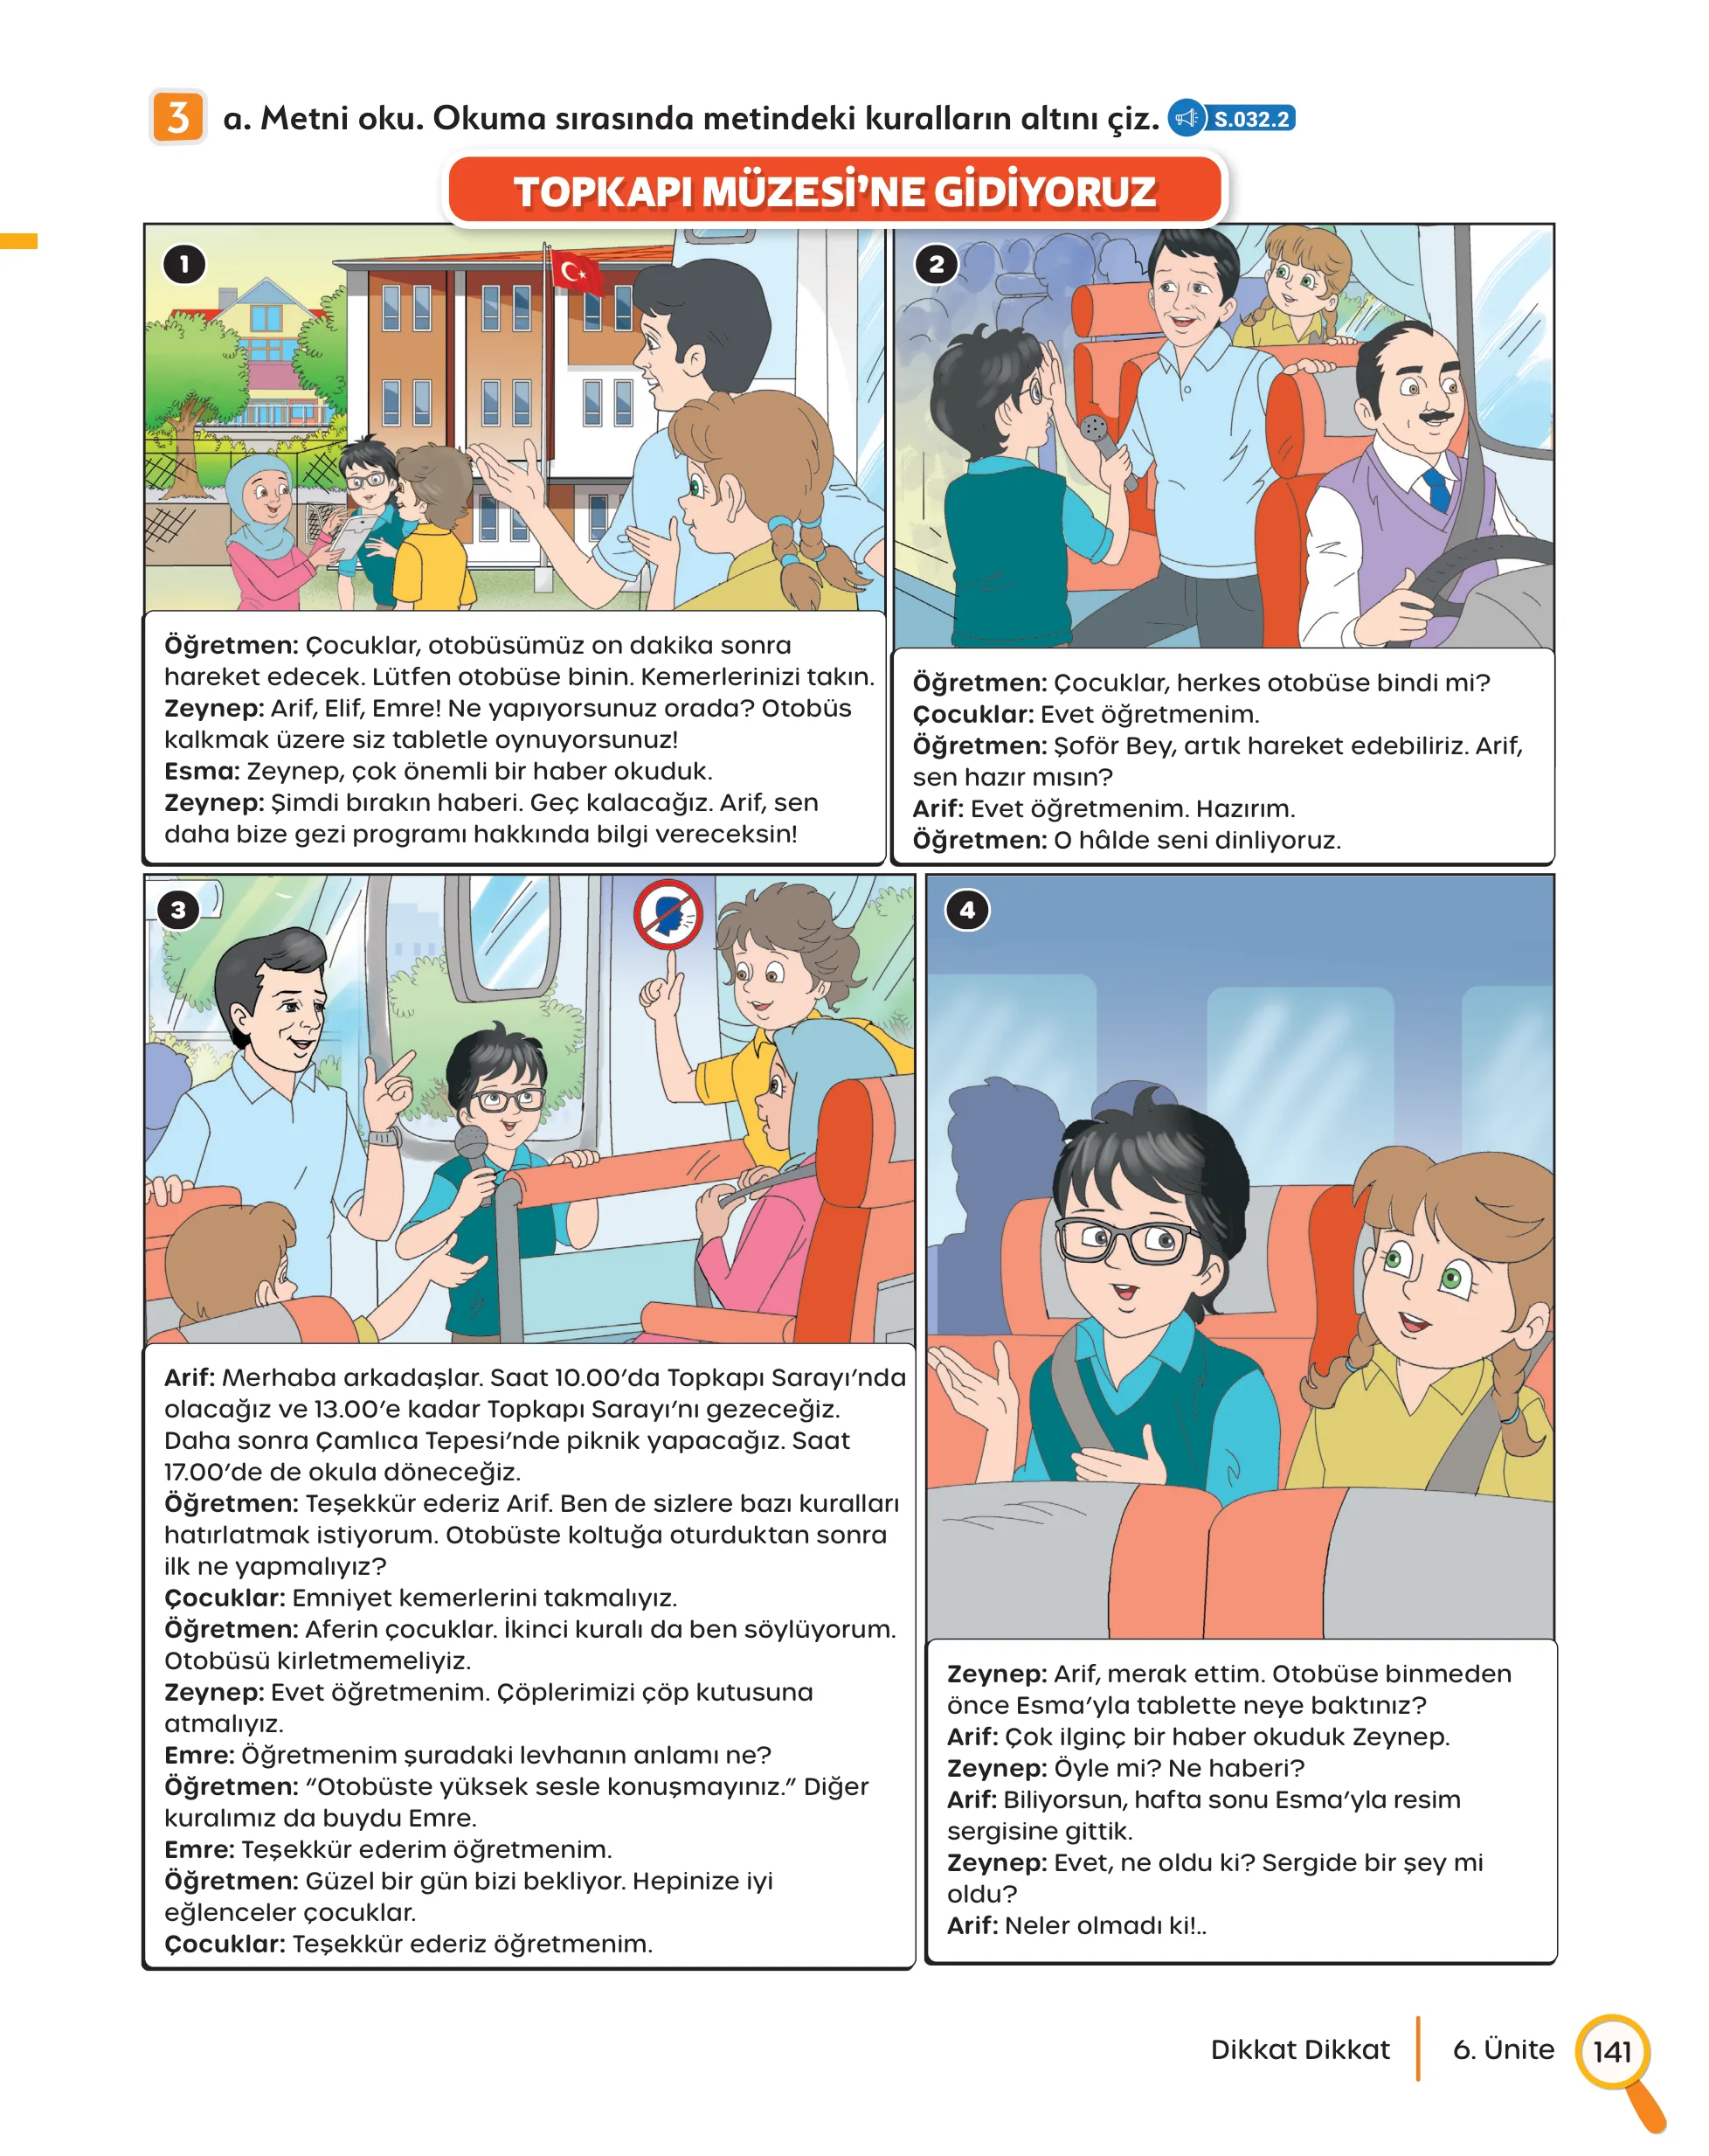 3
a. Metni oku. Okuma sırasında metindeki kuralların altını çiz. S.032.2
TOPKAPI MÜZESİ’NE GİDİYORUZ
1
Öğretmen: Çocuklar, otobüsümüz on dakika sonra
hareket edecek. Lütfen otobüse binin. Kemerlerinizi takın.
Zeynep: Arif, Elif, Emre! Ne yapıyorsunuz orada? Otobüs
kalkmak üzere siz tabletle oynuyorsunuz!
Esma: Zeynep, çok önemli bir haber okuduk.
Zeynep: Şimdi bırakın haberi. Geç kalacağız. Arif, sen
daha bize gezi programı hakkında bilgi vereceksin!
2
Öğretmen: Çocuklar, herkes otobüse bindi mi?
Çocuklar: Evet öğretmenim.
Öğretmen: Şoför Bey, artık hareket edebiliriz. Arif,
sen hazır mısın?
Arif: Evet öğretmenim. Hazırım.
Öğretmen: O hâlde seni dinliyoruz.
3
Arif: Merhaba arkadaşlar. Saat 10.00’da Topkapı Sarayı’nda
olacağız ve 13.00’e kadar Topkapı Sarayı’nı gezeceğiz.
Daha sonra Çamlıca Tepesi’nde piknik yapacağız. Saat
17.00’de de okula döneceğiz.
Öğretmen: Teşekkür ederiz Arif. Ben de sizlere bazı kuralları
hatırlatmak istiyorum. Otobüste koltuğa oturduktan sonra
ilk ne yapmalıyız?
Çocuklar: Emniyet kemerlerini takmalıyız.
Öğretmen: Aferin çocuklar. İkinci kuralı da ben söylüyorum.
Otobüsü kirletmemeliyiz.
Zeynep: Evet öğretmenim. Çöplerimizi çöp kutusuna
atmalıyız.
Emre: Öğretmenim şuradaki levhanın anlamı ne?
Öğretmen: “Otobüste yüksek sesle konuşmayınız.” Diğer
kuralımız da buydu Emre.
Emre: Teşekkür ederim öğretmenim.
Öğretmen: Güzel bir gün bizi bekliyor. Hepinize iyi
eğlenceler çocuklar.
Çocuklar: Teşekkür ederiz öğretmenim.
4
Zeynep: Arif, merak ettim. Otobüse binmeden
önce Esma’yla tablette neye baktınız?
Arif: Çok ilginç bir haber okuduk Zeynep.
Zeynep: Öyle mi? Ne haberi?
Arif: Biliyorsun, hafta sonu Esma’yla resim
sergisine gittik.
Zeynep: Evet, ne oldu ki? Sergide bir şey mi
oldu?
Arif: Neler olmadı ki!..
Dikkat Dikkat
6. Ünite
141